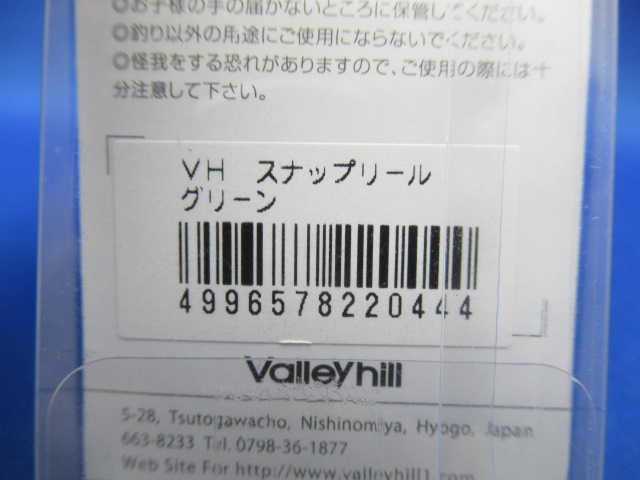 ◎お子様の手の届かないところに保管してください。
◎釣り以外の用途にご使用にならないでください。
◎怪我をする恐れがありますので、ご使用の際には十
分注意して下さい。
VH スナップリール
グリーン
4996578220444
Valleyhill
5-28, Tsutogawacho, Nishinomiya, Hyogo, Japan
663-8233 Tel. 0798-36-1877
Web Site For http://www.valleyhill1.com